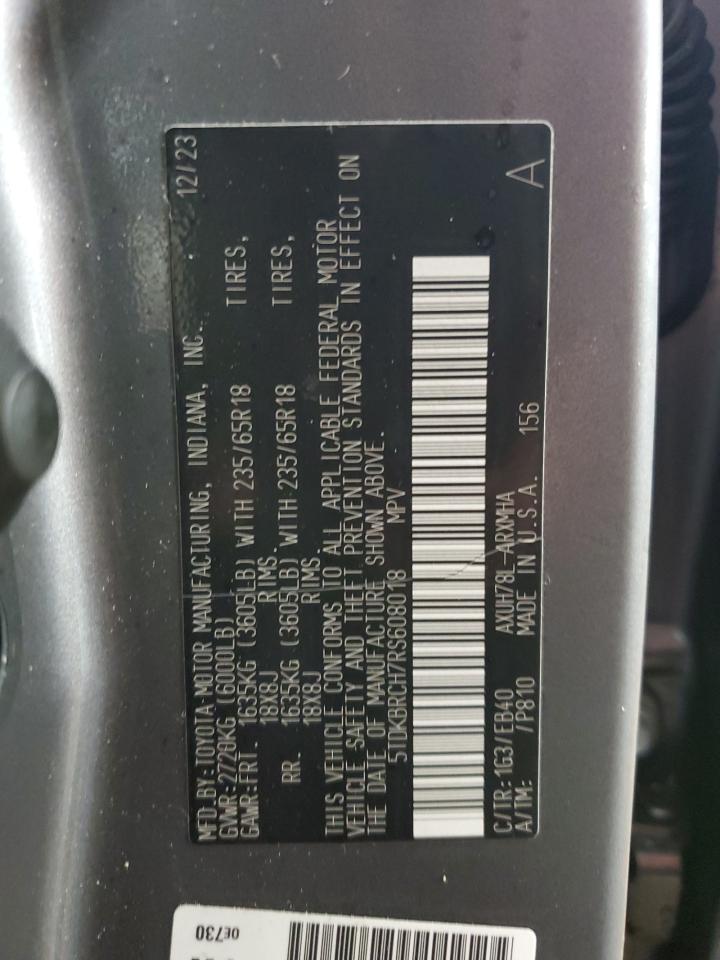 MFD.BY:TOYOTA MOTOR MANUFACTURING, INDIANA, INC. 12/23
GVWR:2720KG (6000LB)
GAWR:FRT. 1635KG (3605LB) WITH 235/65R18 TIRES,
18X8J RIMS.
RR. 1635KG (3605LB) WITH 235/65R18 TIRES,
18X8J RIMS.
THIS VEHICLE CONFORMS TO ALL APPLICABLE FEDERAL MOTOR
VEHICLE SAFETY AND THEFT PREVENTION STANDARDS IN EFFECT ON
THE DATE OF MANUFACTURE SHOWN ABOVE.
5TDKBRCH7RS608018 MPV
C/TR:1G3/EB40 AXUH78L-ARXMHA
A/TM: /P810 MADE IN U.S.A. 156 A
0E730